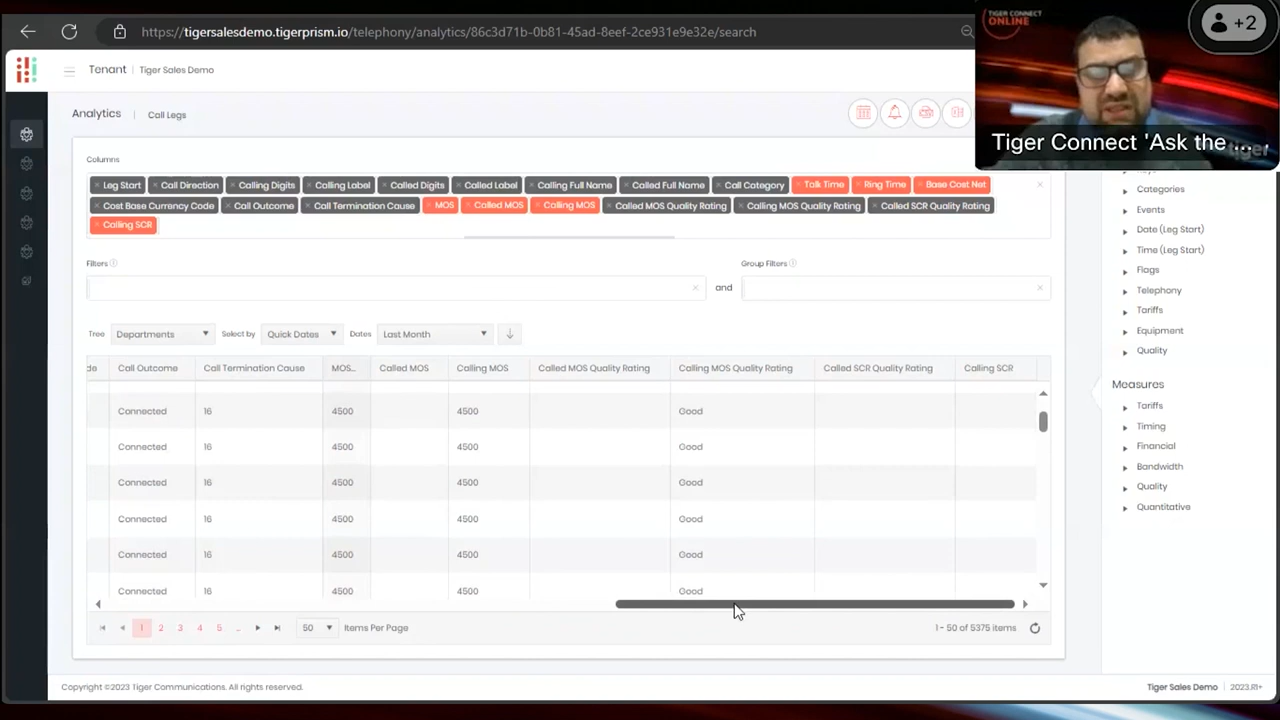 https://tigersalesdemo.tigerprism.io/telephony/analytics/86c3d71b-0b81-45ad-8eef-2ce931e9e32e/search
TIGER CONNECT
ONLINE
+2
Tiger Connect 'Ask the ...
Tenant | Tiger Sales Demo
Analytics | Call Legs
Columns
× Leg Start × Call Direction × Calling Digits × Calling Label × Called Digits × Called Label × Calling Full Name × Called Full Name × Call Category × Talk Time × Ring Time × Base Cost Net ×
× Cost Base Currency Code × Call Outcome × Call Termination Cause × MOS × Called MOS × Calling MOS × Called MOS Quality Rating × Calling MOS Quality Rating × Called SCR Quality Rating
× Calling SCR
Filters
Group Filters
and
Tree Departments Select by Quick Dates Dates Last Month
de Call Outcome Call Termination Cause MOS... Called MOS Calling MOS Called MOS Quality Rating Calling MOS Quality Rating Called SCR Quality Rating Calling SCR
Connected 16 4500 4500 Good
Connected 16 4500 4500 Good
Connected 16 4500 4500 Good
Connected 16 4500 4500 Good
Connected 16 4500 4500 Good
Connected 16 4500 4500 Good
1 2 3 4 5 ... 50 Items Per Page 1 - 50 of 5375 items
Categories
Events
Date (Leg Start)
Time (Leg Start)
Flags
Telephony
Tariffs
Equipment
Quality
Measures
Tariffs
Timing
Financial
Bandwidth
Quality
Quantitative
Copyright ©2023 Tiger Communications. All rights reserved.
Tiger Sales Demo | 2023.R1+